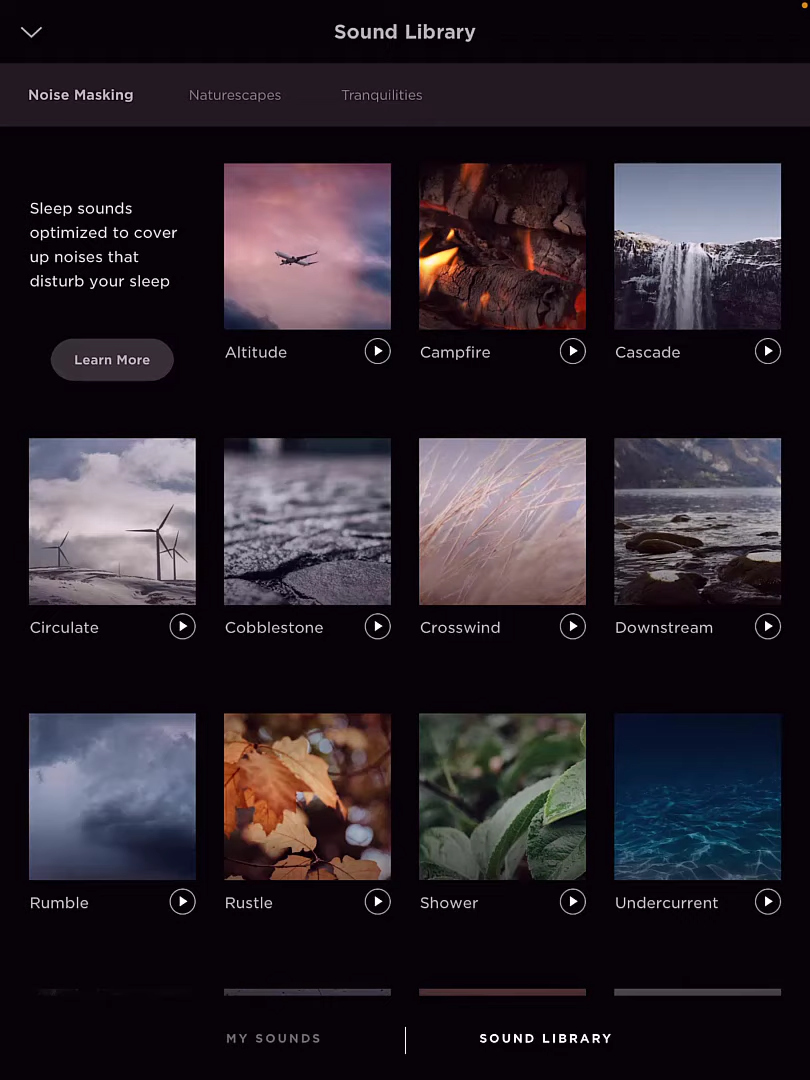 Sound Library
Noise Masking
Naturescapes
Tranquilities
Sleep sounds
optimized to cover
up noises that
disturb your sleep
Learn More
Altitude
Campfire
Cascade
Circulate
Cobblestone
Crosswind
Downstream
Rumble
Rustle
Shower
Undercurrent
MY SOUNDS
SOUND LIBRARY